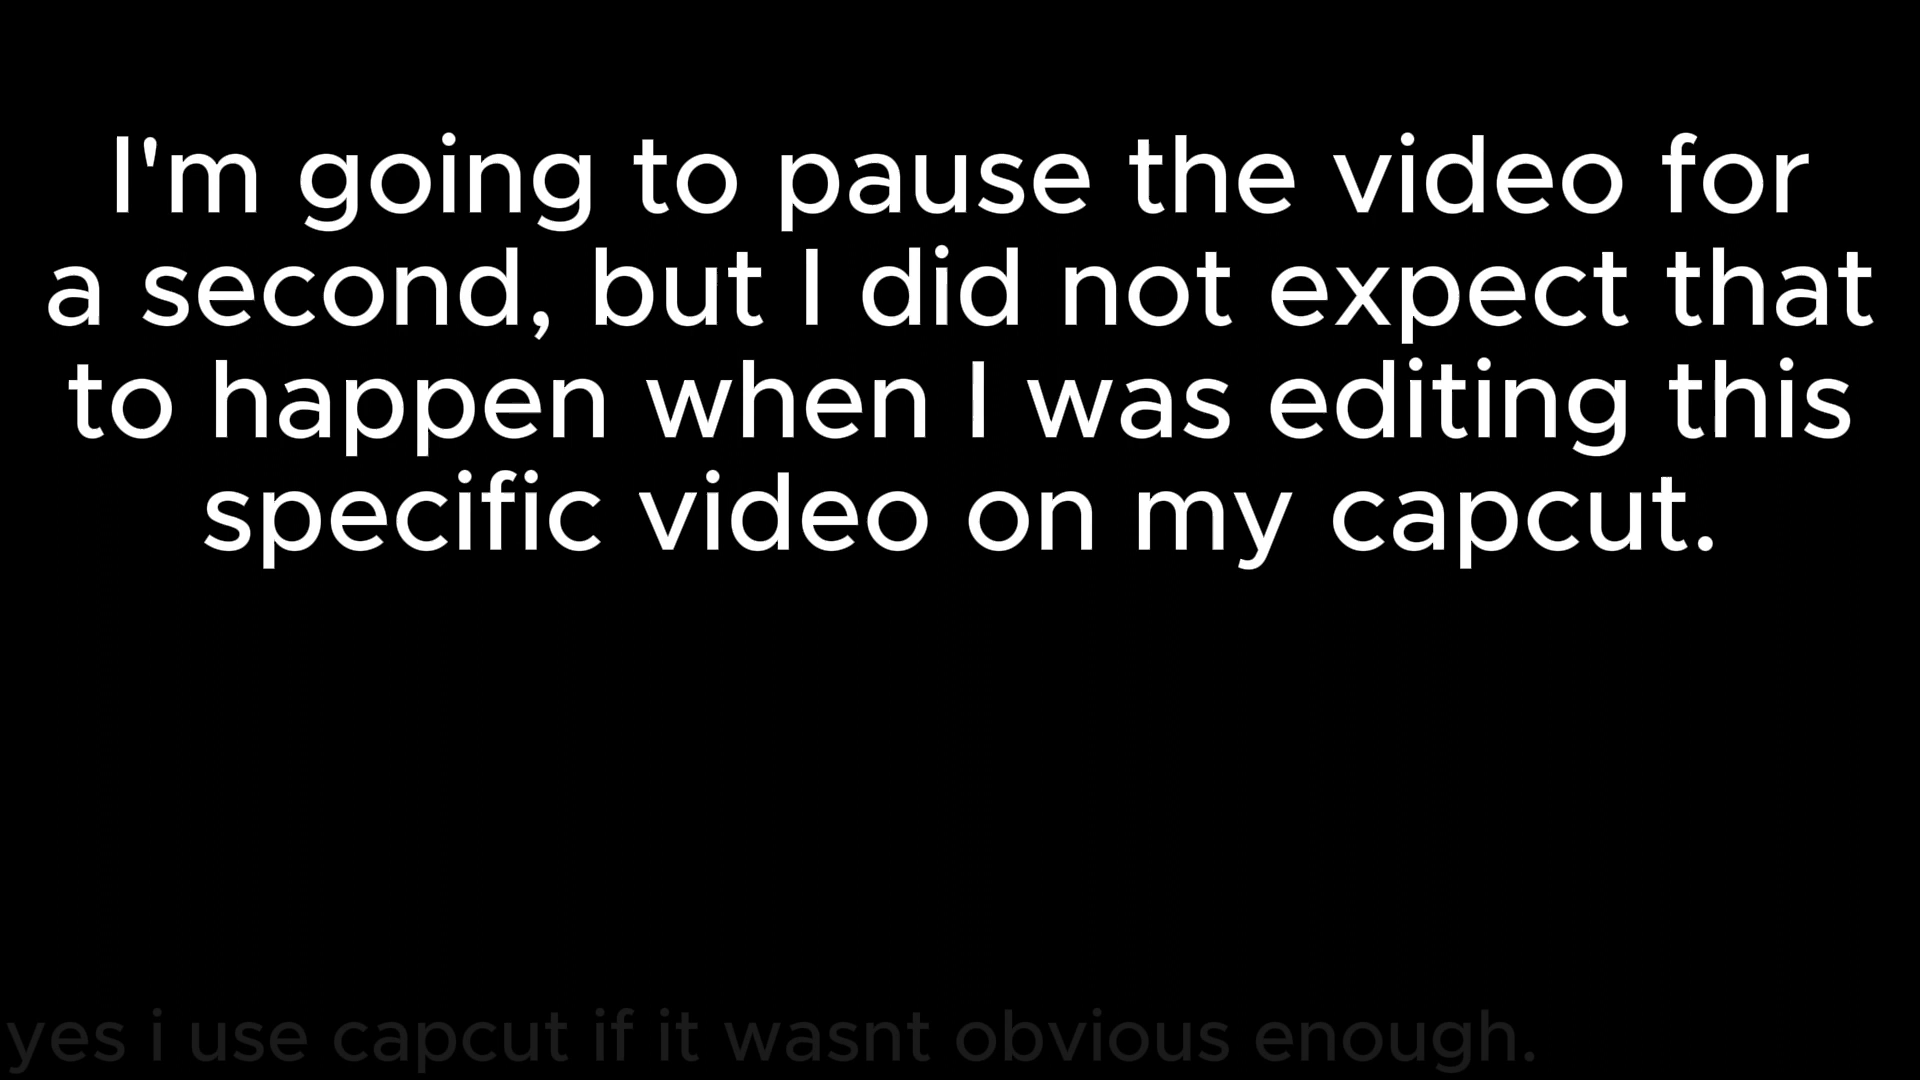 I'm going to pause the video for
a second, but I did not expect that
to happen when I was editing this
specific video on my capcut.
yes i use capcut if it wasnt obvious enough.